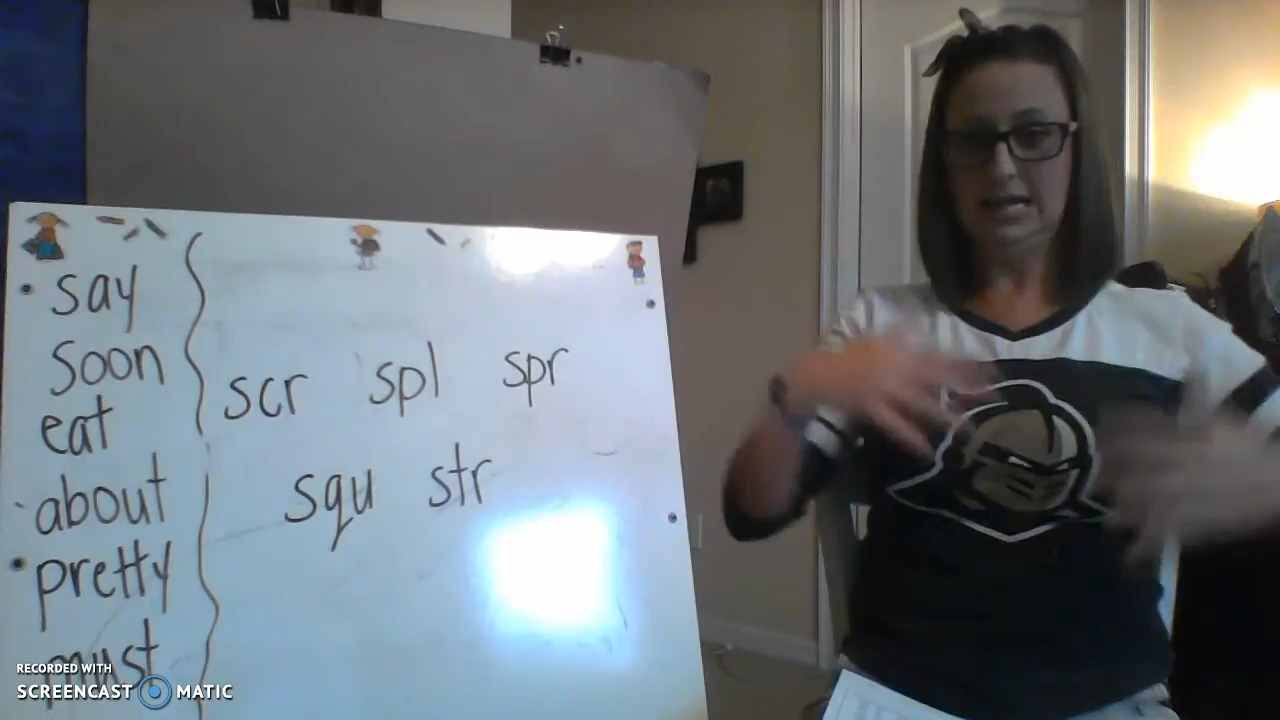 say
soon
eat
about
pretty
must
scr spl spr
squ str
RECORDED WITH
SCREENCAST MATIC